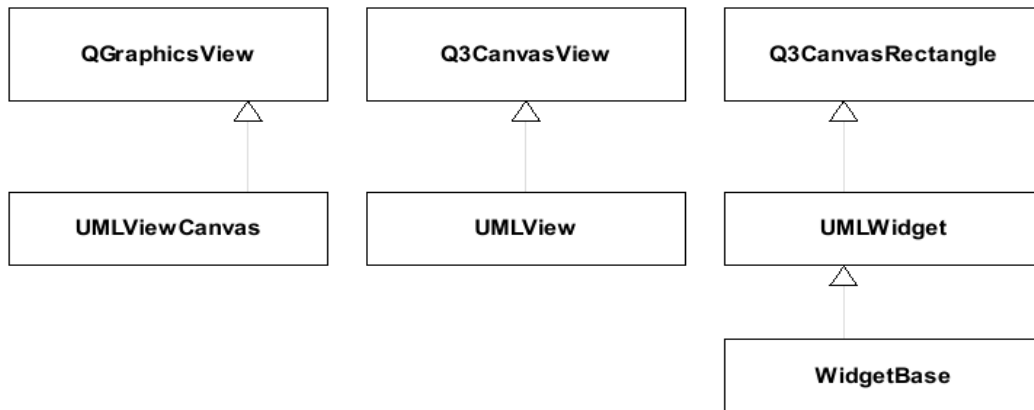 QGraphicsView
Q3CanvasView
Q3CanvasRectangle
UMLViewCanvas
UMLView
UMLWidget
WidgetBase